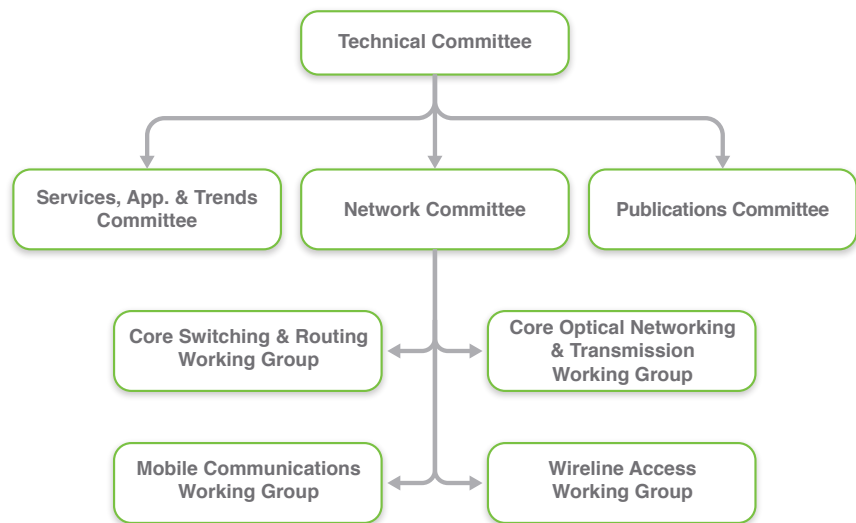 Technical Committee
Services, App. & Trends
Committee
Network Committee
Publications Committee
Core Switching & Routing
Working Group
Core Optical Networking
& Transmission
Working Group
Mobile Communications
Working Group
Wireline Access
Working Group